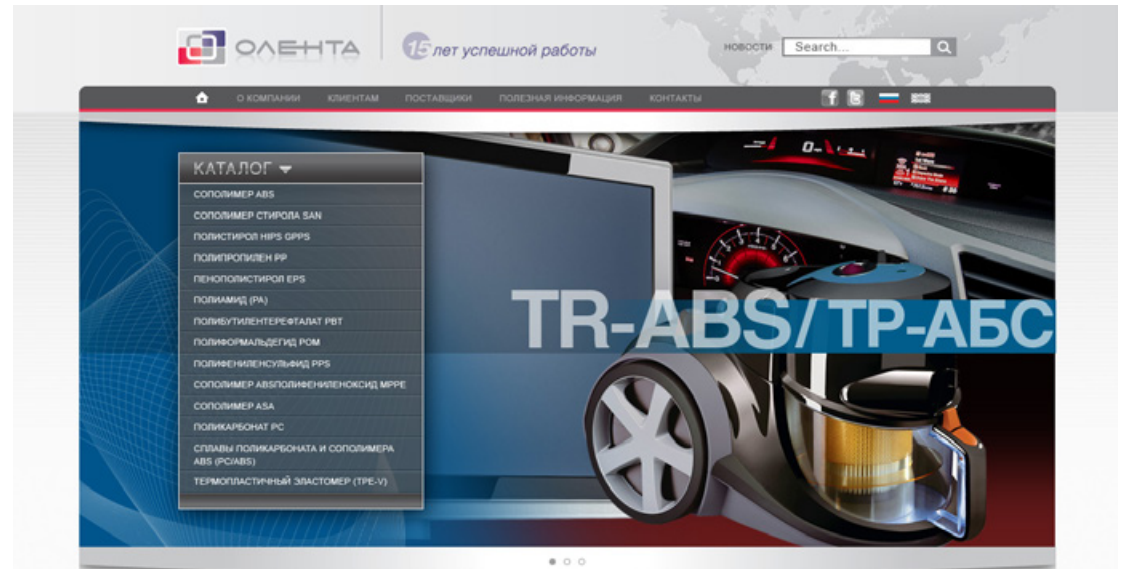 ОЛЕНТА
15 лет успешной работы
НОВОСТИ
Search...
О КОМПАНИИ КЛИЕНТАМ ПОСТАВЩИКИ ПОЛЕЗНАЯ ИНФОРМАЦИЯ КОНТАКТЫ
КАТАЛОГ
СОПОЛИМЕР ABS
СОПОЛИМЕР СТИРОЛА SAN
ПОЛИСТИРОЛ HIPS GPPS
ПОЛИПРОПИЛЕН PP
ПЕНОПОЛИСТИРОЛ EPS
ПОЛИАМИД (PA)
ПОЛИБУТИЛЕНТЕРЕФТАЛАТ PBT
ПОЛИФОРМАЛЬДЕГИД POM
ПОЛИФЕНИЛЕНСУЛЬФИД PPS
СОПОЛИМЕР ABSПОЛИФЕНИЛЕНОКСИД MPPE
СОПОЛИМЕР ASA
ПОЛИКАРБОНАТ PC
СПЛАВЫ ПОЛИКАРБОНАТА И СОПОЛИМЕРА
ABS (PC/ABS)
ТЕРМОПЛАСТИЧНЫЙ ЭЛАСТОМЕР (TPE-V)
TR-ABS/ТР-АБС